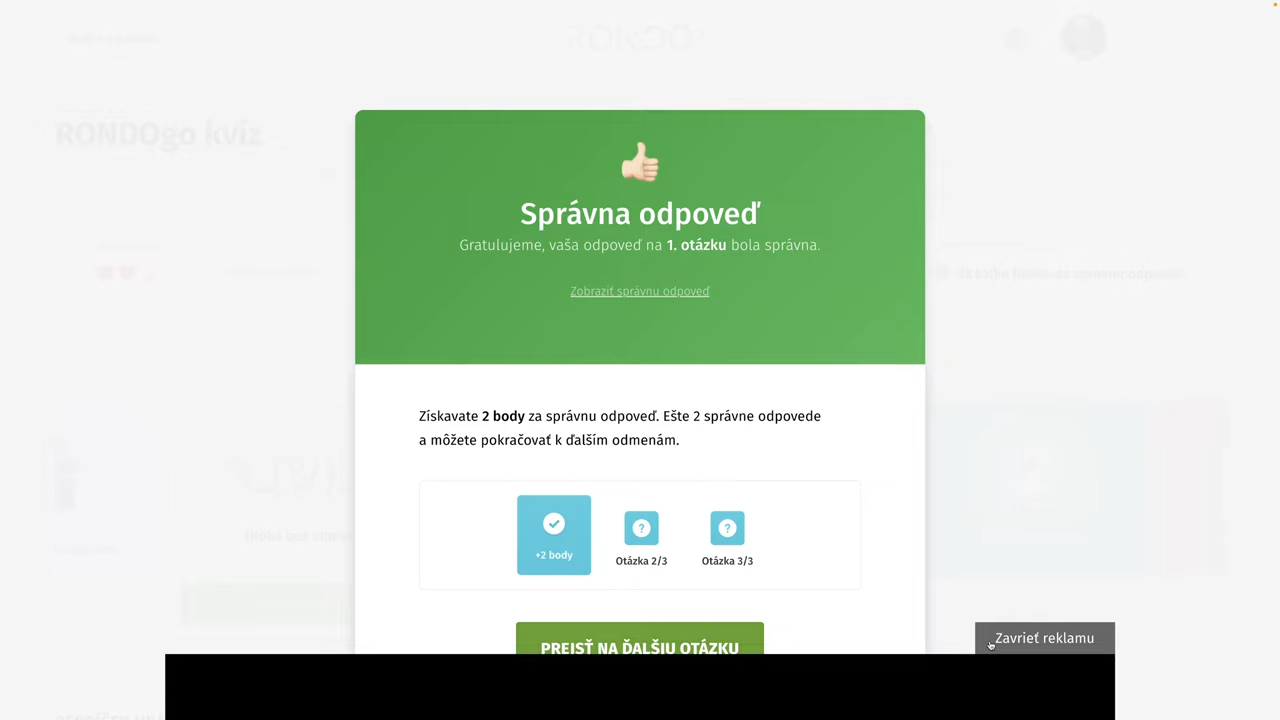 RONDOgo kvíz
Správna odpoveď
Gratulujeme, vaša odpoveď na 1. otázku bola správna.
Zobraziť správnu odpoveď
Získavate 2 body za správnu odpoveď. Ešte 2 správne odpovede
a môžete pokračovať k ďalším odmenám.
+2 body
Otázka 2/3
Otázka 3/3
PREJSŤ NA ĎALŠIU OTÁZKU
Zavrieť reklamu